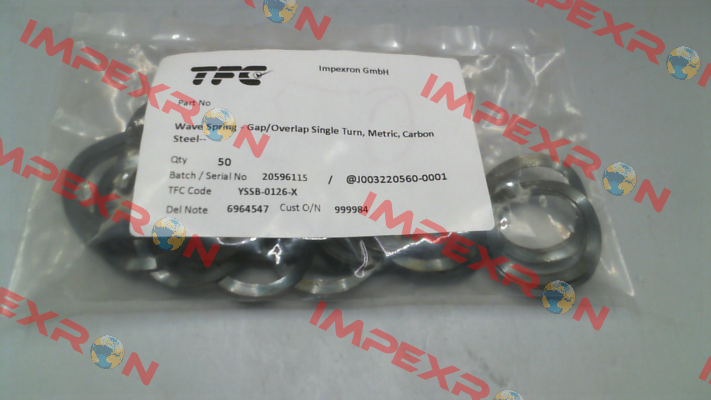 TFC
Impexron GmbH
Part No
Wave Spring - Gap/Overlap Single Turn, Metric, Carbon
Steel--
Qty 50
Batch / Serial No 20596115 / @J003220560-0001
TFC Code YSSB-0126-X
Del Note 6964547 Cust O/N 999984
IMPEXRON
IMPEXRON
IMPEXRON
IMPEXRON
IMPEXRON
IMPEXRON